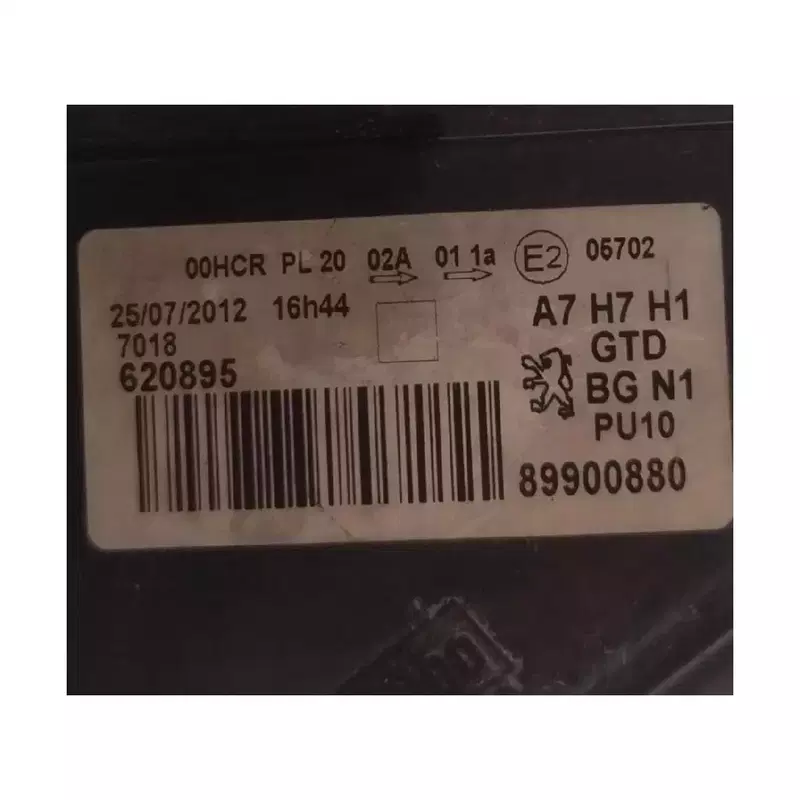 00HCR PL 20 02A 01 1a E2 05702
25/07/2012 16h44
7018
620895
A7 H7 H1
GTD
BG N1
PU10
89900880